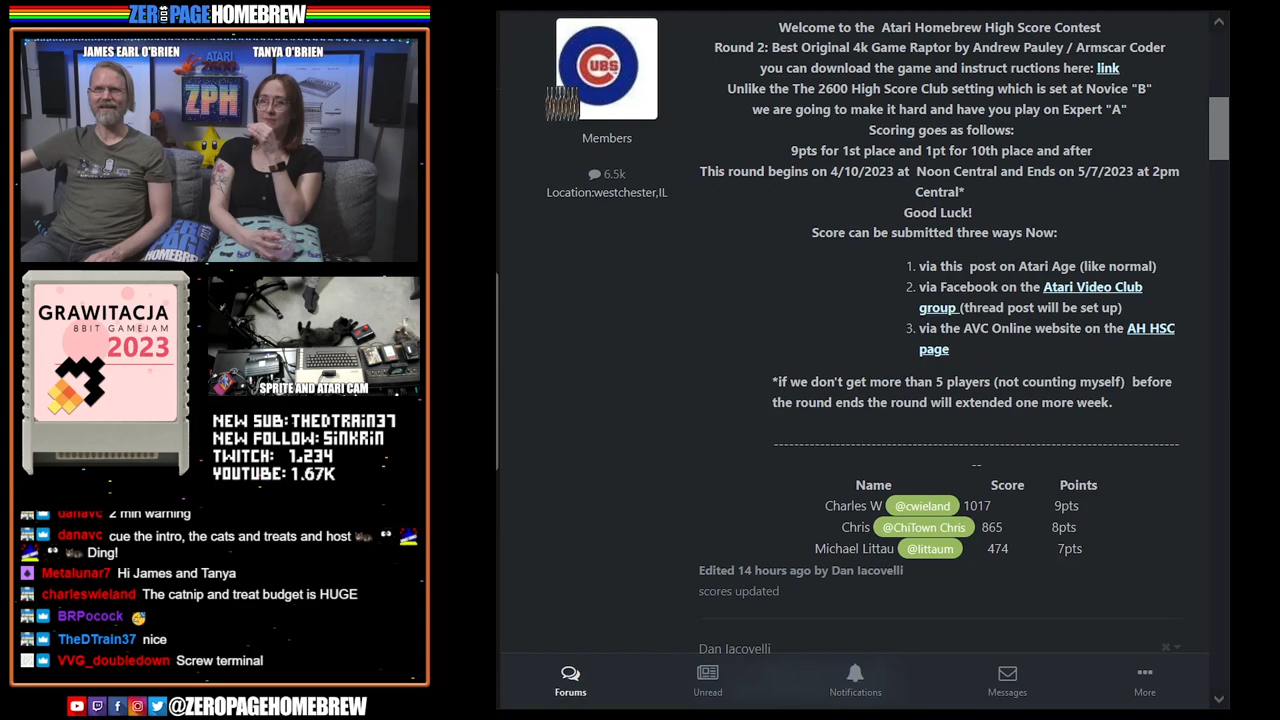 ZEROPAGEHOMEBREW
JAMES EARL O'BRIEN
TANYA O'BRIEN
ATARI
ZPH
GRAWITACJA
8BIT GAMEJAM
2023
SPRITE AND ATARI CAM
NEW SUB: THEDTRAIN37
NEW FOLLOW: SINKRIN
TWITCH: 1,234
YOUTUBE: 1.67K
danavc 2 min warning
danavc cue the intro, the cats and treats and host
Ding!
Metalunar7 Hi James and Tanya
charleswieland The catnip and treat budget is HUGE
BRPocock
TheDTrain37 nice
VVG_doubledown Screw terminal
@ZEROPAGEHOMEBREW
CUBS
Members
6.5k
Location:westchester,IL
Welcome to the Atari Homebrew High Score Contest
Round 2: Best Original 4k Game Raptor by Andrew Pauley / Armscar Coder
you can download the rom and instruct ructions here: link
Unlike the The 2600 High Score Club setting which is set at Novice "B"
we are going to make it hard and have you play on Expert "A"
Scoring goes as follows:
9pts for 1st place and 1pt for 10th place and after
This round begins on 4/10/2023 at Noon Central and Ends on 5/7/2023 at 2pm
Central*
Good Luck!
Score can be submitted three ways Now:
1. via this post on Atari Age (like normal)
2. via Facebook on the Atari Video Club
group (thread post will be set up)
3. via the AVC Online website on the AH HSC
page
*if we don't get more than 5 players (not counting myself) before
the round ends the round will extended one more week.
--------------------------------------------------------------------------------
--
Name Score Points
Charles W @cwieland 1017 9pts
Chris @ChiTown Chris 865 8pts
Michael Littau @littaum 474 7pts
Edited 14 hours ago by Dan Iacovelli
scores updated
Dan Iacovelli
Forums
Unread
Notifications
Messages
More